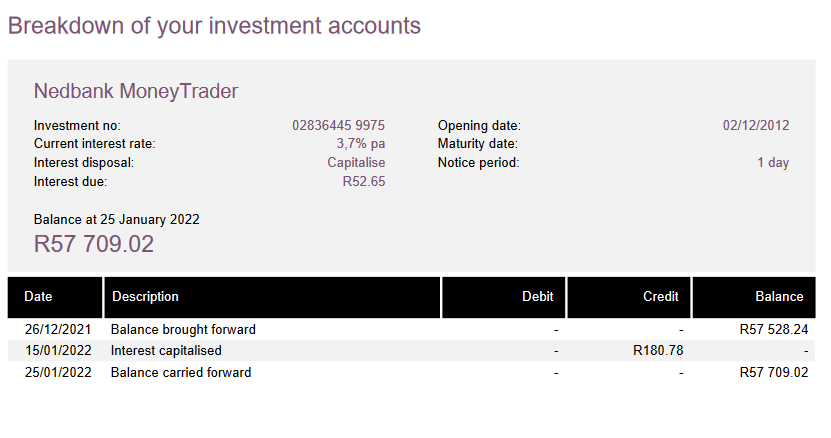 Breakdown of your investment accounts
Nedbank MoneyTrader
Investment no: 02836445 9975 Opening date: 02/12/2012
Current interest rate: 3,7% pa Maturity date:
Interest disposal: Capitalise Notice period: 1 day
Interest due: R52.65
Balance at 25 January 2022
R57 709.02
Date Description Debit Credit Balance
26/12/2021 Balance brought forward - - R57 528.24
15/01/2022 Interest capitalised - R180.78 -
25/01/2022 Balance carried forward - - R57 709.02